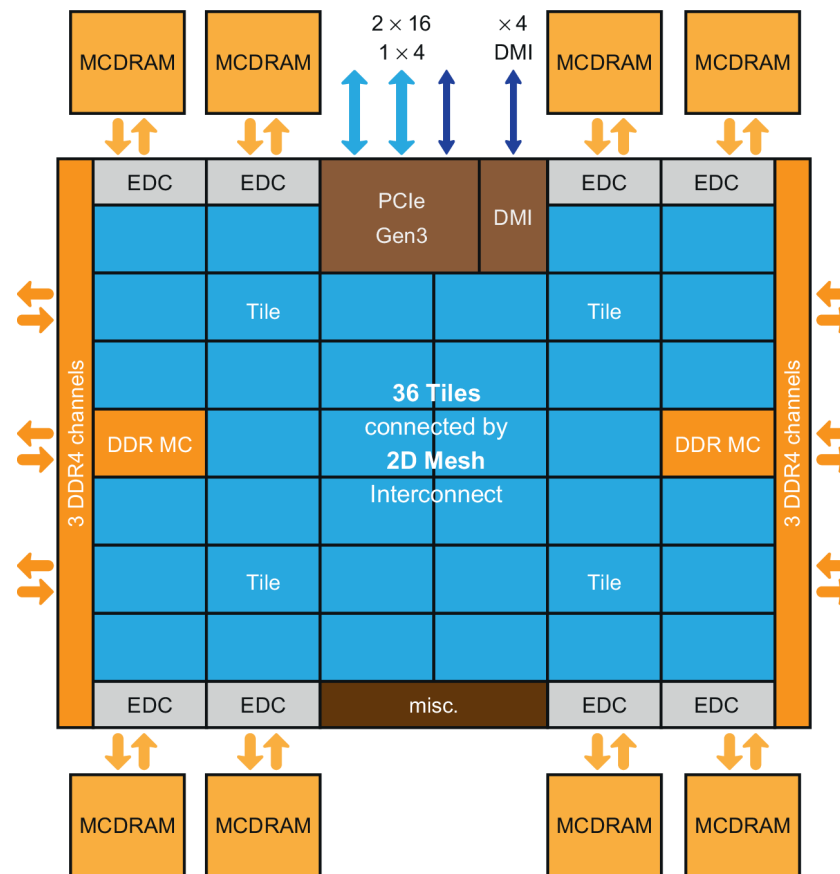 2 × 16
1 × 4
× 4
DMI
MCDRAM
MCDRAM
MCDRAM
MCDRAM
EDC
EDC
PCIe
Gen3
DMI
EDC
EDC
Tile
Tile
3 DDR4 channels
36 Tiles
connected by
2D Mesh
Interconnect
DDR MC
DDR MC
3 DDR4 channels
Tile
Tile
EDC
EDC
misc.
EDC
EDC
MCDRAM
MCDRAM
MCDRAM
MCDRAM